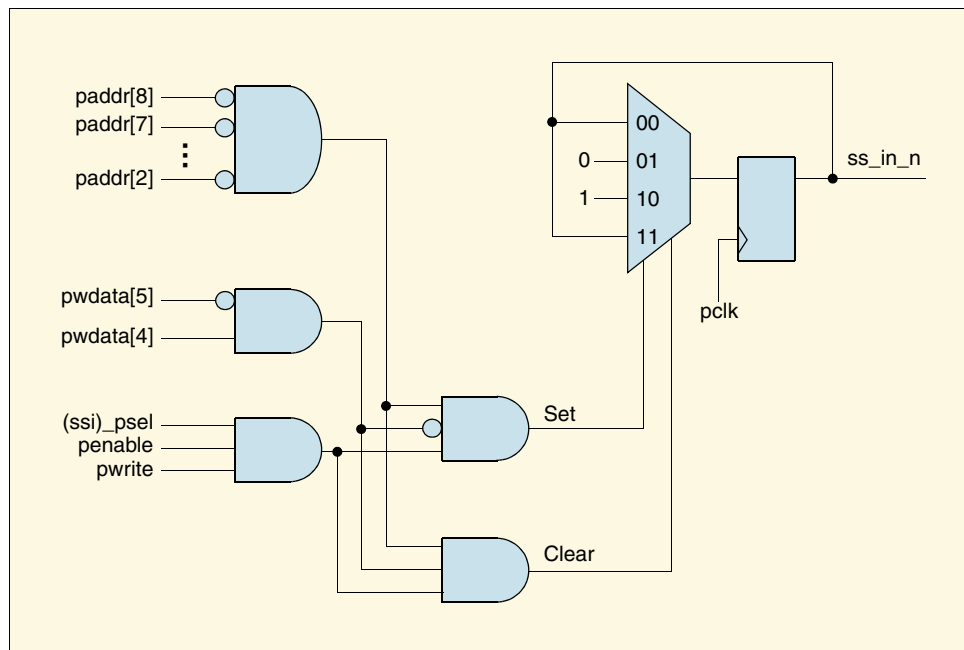 paddr[8]
paddr[7]
paddr[2]
pwdata[5]
pwdata[4]
(ssi)_psel
penable
pwrite
Set
Clear
00
0 01
1 10
11
pclk
ss_in_n